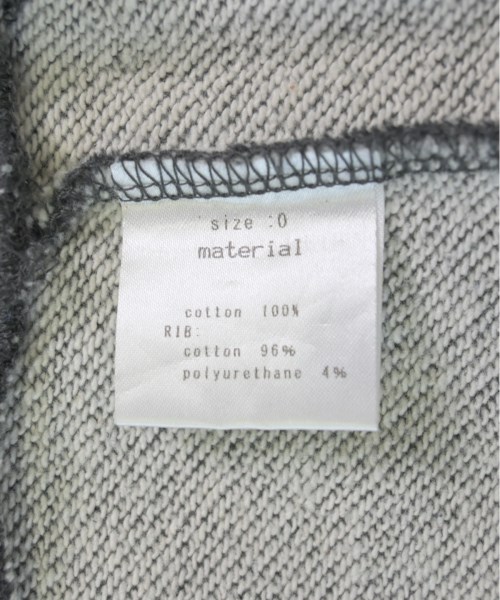 size :0
material
cotton 100%
RIB:
cotton 96%
polyurethane 4%